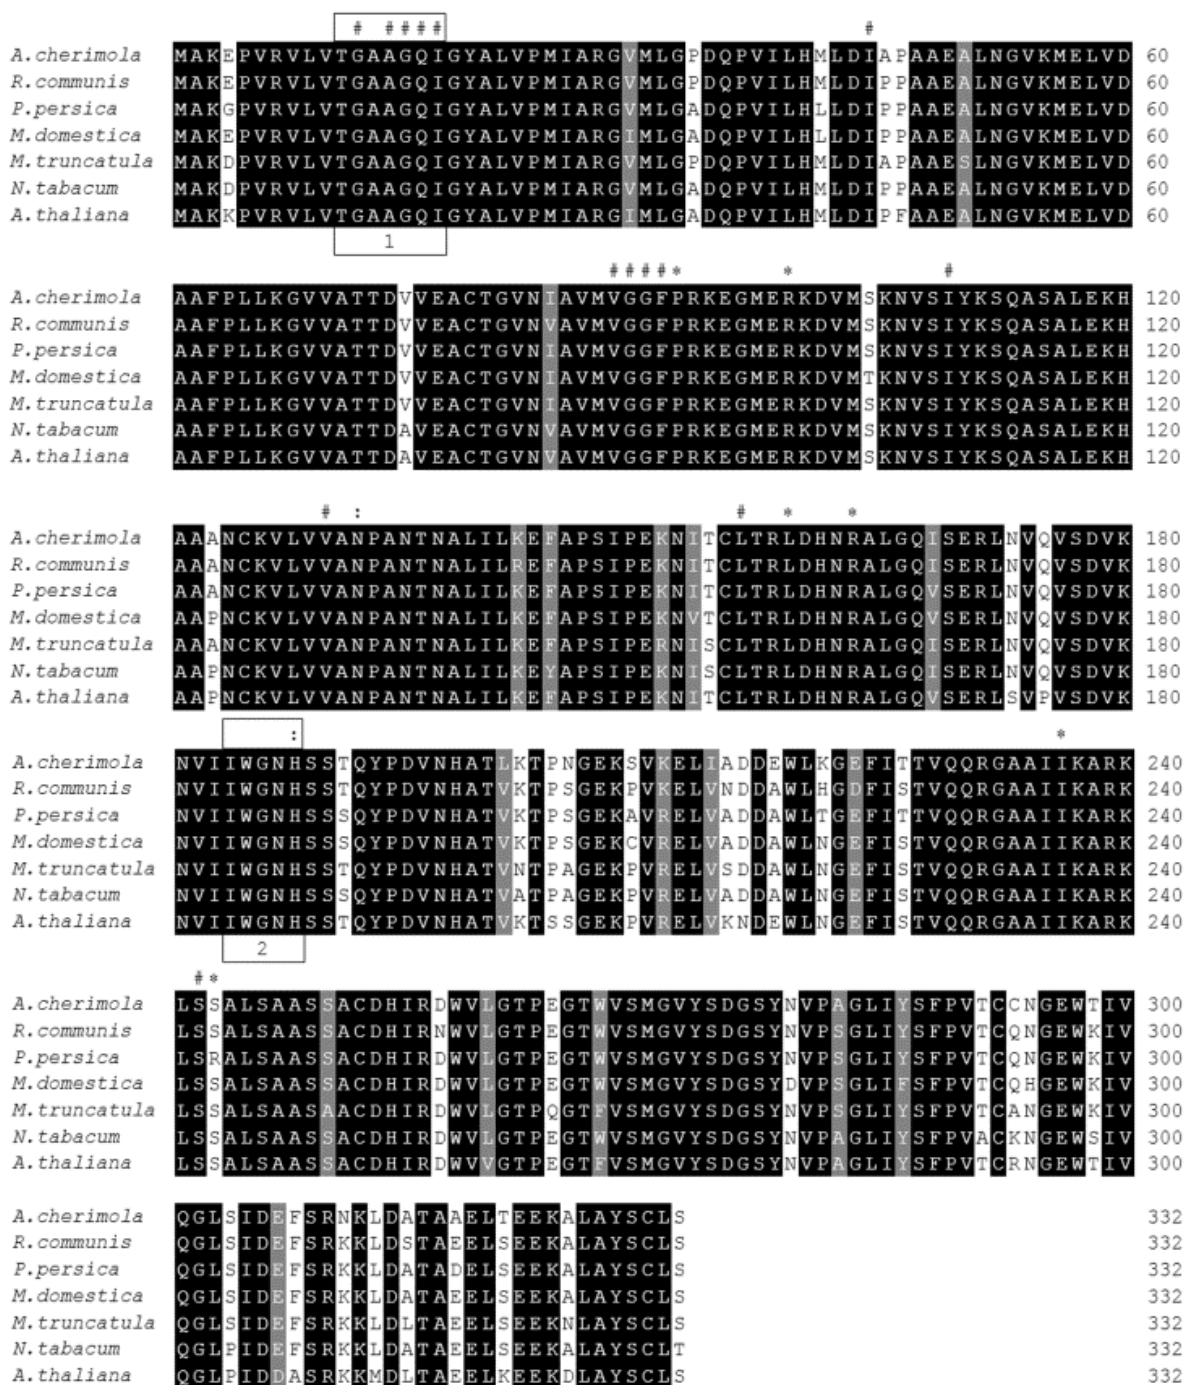 # # # # # #
A.cherimola MAKEPVRVLVTGAAGQIGYALVPMIARGVMLGPDQPVILHMLDIAPAAEALNGVKMELVD 60
R.communis MAKEPVRVLVTGAAGQIGYALVPMIARGVMLGPDQPVILHMLDIPPAAEALNGVKMELVD 60
P.persica MAKGPVRVLVTGAAGQIGYALVPMIARGVMLGADQPVILHLLDIPPAAEALNGVKMELVD 60
M.domestica MAKEPVRVLVTGAAGQIGYALVPMIARGIMLGADQPVILHLLDIPPAAEALNGVKMELVD 60
M.truncatula MAKDPVRVLVTGAAGQIGYALVPMIARGVMLGPDQPVILHMLDIAPAAESLNGVKMELVD 60
N.tabacum MAKDPVRVLVTGAAGQIGYALVPMIARGVMLGADQPVILHMLDIPPAAEALNGVKMELVD 60
A.thaliana MAKKPVRVLVTGAAGQIGYALVPMIARGIMLGADQPVILHMLDIPFAAEALNGVKMELVD 60
1
# # # # * * #
A.cherimola AAFPLLKGVVATTDVVEACTGVNIAVMVGGFPRKEGMERKDVMSKNVSIYKSQASALEKH 120
R.communis AAFPLLKGVVATTDVVEACTGVNVAVMVGGFPRKEGMERKDVMSKNVSIYKSQASALEKH 120
P.persica AAFPLLKGVVATTDVVEACTGVNIAVMVGGFPRKEGMERKDVMSKNVSIYKSQASALEKH 120
M.domestica AAFPLLKGVVATTDVVEACTGVNIAVMVGGFPRKEGMERKDVMTKNVSIYKSQASALEKH 120
M.truncatula AAFPLLKGVVATTDVVEACTGVNIAVMVGGFPRKEGMERKDVMSKNVSIYKSQASALEKH 120
N.tabacum AAFPLLKGVVATTDAVEACTGVNVAVMVGGFPRKEGMERKDVMSKNVSIYKSQASALEKH 120
A.thaliana AAFPLLKGVVATTDAVEACTGVNVAVMVGGFPRKEGMERKDVMSKNVSIYKSQASALEKH 120
# : # * *
A.cherimola AAANCKVLVVANPANTNALILKEFAPSIPEKNITCLTRLDHNRALGQISERLNVQVSDVK 180
R.communis AAANCKVLVVANPANTNALILREFAPSIPEKNITCLTRLDHNRALGQISERLNVQVSDVK 180
P.persica AAANCKVLVVANPANTNALILKEFAPSIPEKNITCLTRLDHNRALGQVSERLNVQVSDVK 180
M.domestica AAPNCKVLVVANPANTNALILKEYAPSIPEKNVTCLTRLDHNRALGQVSERLNVQVSDVK 180
M.truncatula AAANCKVLVVANPANTNALILKEFAPSIPERNISCLTRLDHNRALGQISERLNVQVSDVK 180
N.tabacum AAPNCKVLVVANPANTNALILKEYAPSIPEKNISCLTRLDHNRALGQISERLNVQVSDVK 180
A.thaliana AAPNCKVLVVANPANTNALILKEFAPSIPEKNITCLTRLDHNRALGQVSERLSVPVSDVK 180
: *
A.cherimola NVIIWGNHSSTQYPDVNHATLKTPNGEKSVKELIADDEWLKGEFITTVQQRGAAIIKARK 240
R.communis NVIIWGNHSSTQYPDVNHATVKTPSGEKPVKELVNDDAWLHGDFISTVQQRGAAIIKARK 240
P.persica NVIIWGNHSSSQYPDVNHATVKTPSGEKAVRELVADDAWLTGEFITTVQQRGAAIIKARK 240
M.domestica NVIIWGNHSSSQYPDVNHATVKTPSGEKCVRELVADDAWLNGEFISTVQQRGAAIIKARK 240
M.truncatula NVIIWGNHSSTQYPDVNHATVNTPAGEKPVRELVSDDAWLNGEFISTVQQRGAAIIKARK 240
N.tabacum NVIIWGNHSSSQYPDVNHATVATPAGEKPVRELVADDAWLNGEFISTVQQRGAAIIKARK 240
A.thaliana NVIIWGNHSSTQYPDVNHATVKTSSGEKPVRELVKNDEWLNGEFISTVQQRGAAIIKARK 240
2
# *
A.cherimola LSSALSAASSACDHIRDWVLGTPEGTWVSMGVYSDGSYNVPAGLIYSFPVTCCNGEWTIV 300
R.communis LSSALSAASSACDHIRNWVLGTPEGTWVSMGVYSDGSYNVPAGLIYSFPVTCQNGEWKIV 300
P.persica LSRALSAASSACDHIRDWVLGTPEGTWVSMGVYSDGSYNVPSGLIYSFPVTCQNGEWKIV 300
M.domestica LSSALSAASSACDHIRDWVLGTPEGTWVSMGVYSDGSYDVPSGLIFSFPVTCQHGEWKIV 300
M.truncatula LSSALSAASAACDHIRDWVLGTPQGTFVSMGVYSDGSYNVPSGLIYSFPVTCANGEWKIV 300
N.tabacum LSSALSAASSACDHIRDWVLGTPEGTWVSMGVYSDGSYNVPAGLIYSFPVACKNGEWSIV 300
A.thaliana LSSALSAASSACDHIRDWVVGTPEGTFVSMGVYSDGSYNVPAGLIYSFPVTCRNGEWTIV 300
A.cherimola QGLSIDEFSRNKLDATAAELTEEKALAYSCLS 332
R.communis QGLSIDEFSRKKLDSTAEELSEEKALAYSCLS 332
P.persica QGLSIDEFSRKKLDATADELSEEKALAYSCLS 332
M.domestica QGLSIDEFSRKKLDATAEELSEEKALAYSCLS 332
M.truncatula QGLSIDEFSRKKLDLTAEELSEEKNLAYSCLS 332
N.tabacum QGLPIDEFSRKKLDATAEELSEEKALAYSCLT 332
A.thaliana QGLPIDDASRKKMDLTAEELKEEKDLAYSCLS 332